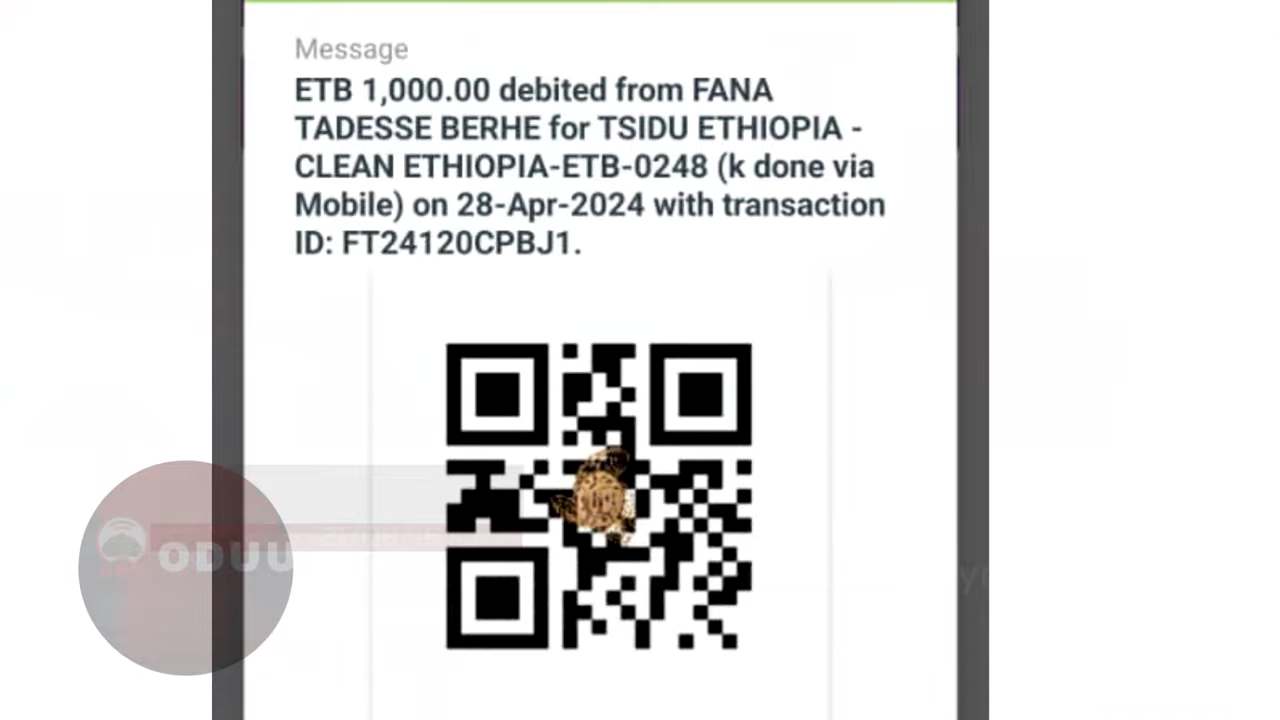 Message
ETB 1,000.00 debited from FANA
TADESSE BERHE for TSIDU ETHIOPIA -
CLEAN ETHIOPIA-ETB-0248 (k done via
Mobile) on 28-Apr-2024 with transaction
ID: FT24120CPBJ1.
ODUU